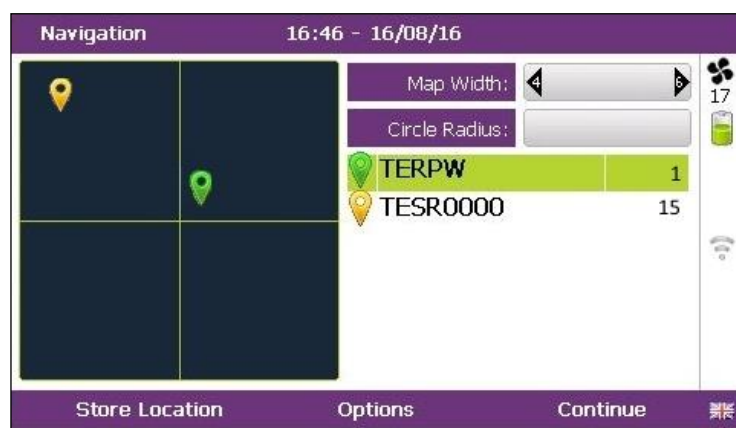 Navigation 16:46 - 16/08/16
Map Width: 4 6
17
Circle Radius:
TERPW 1
TESR0000 15
Store Location Options Continue